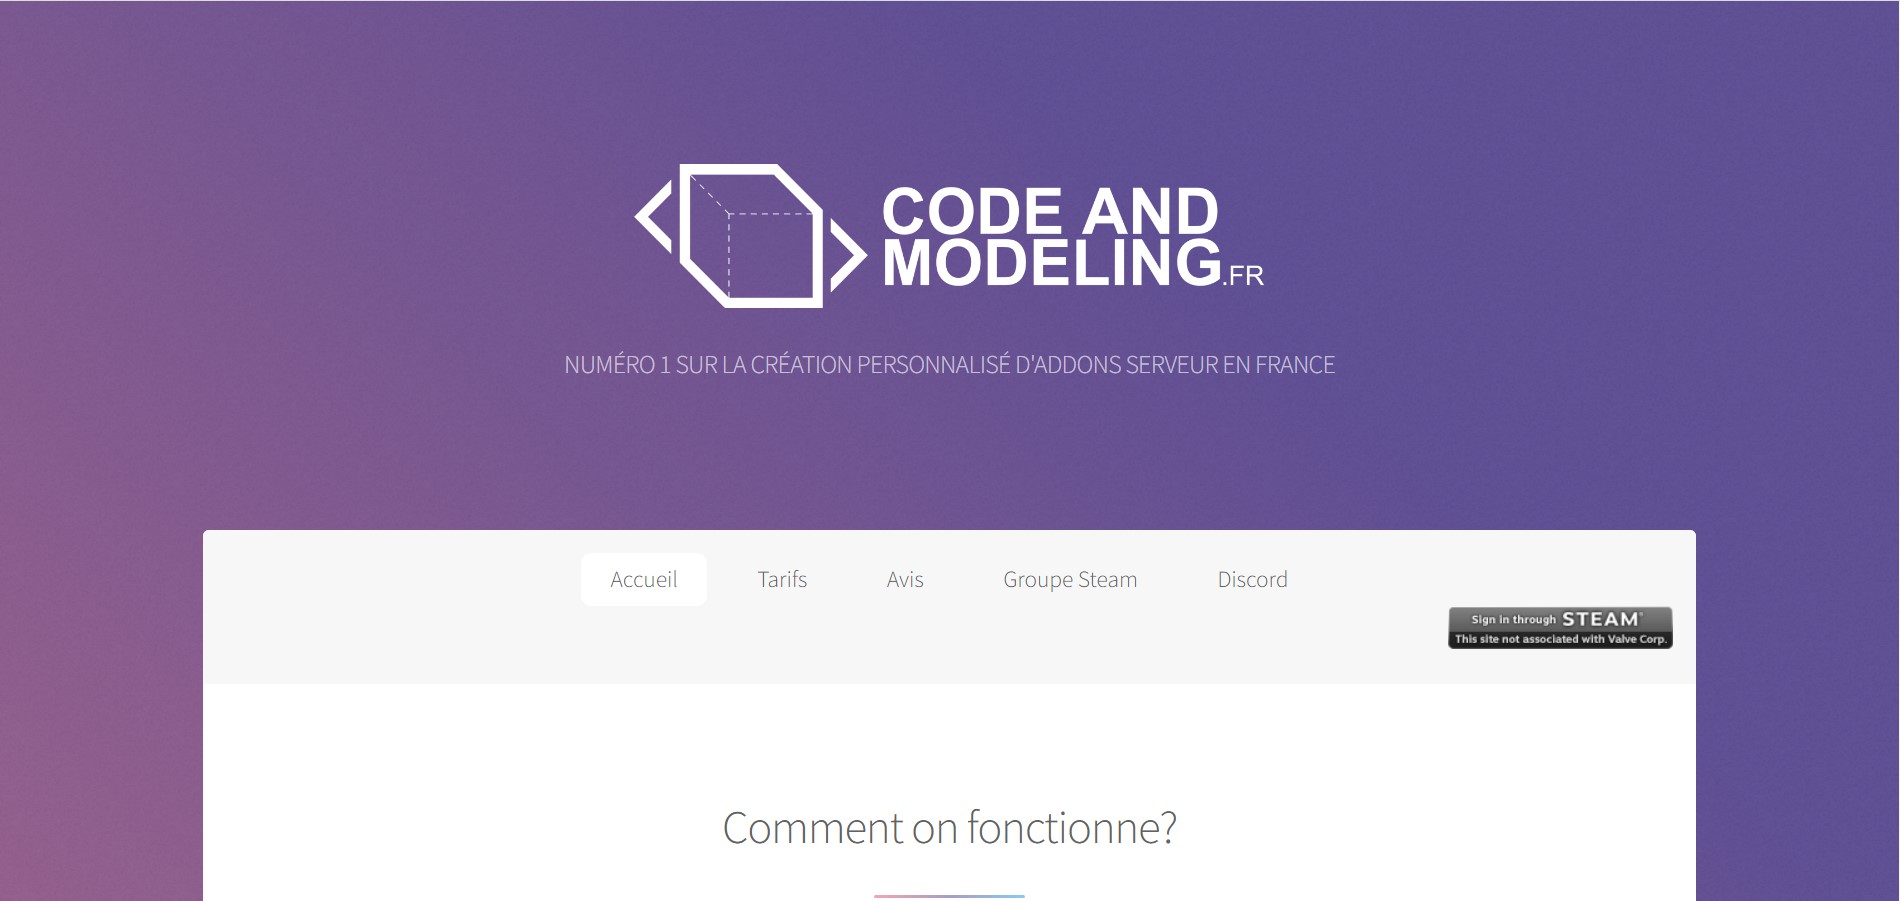 CODE AND
MODELING.FR
NUMÉRO 1 SUR LA CRÉATION PERSONNALISÉ D'ADDONS SERVEUR EN FRANCE
Accueil Tarifs Avis Groupe Steam Discord
Sign in through STEAM®
This site not associated with Valve Corp.
Comment on fonctionne?